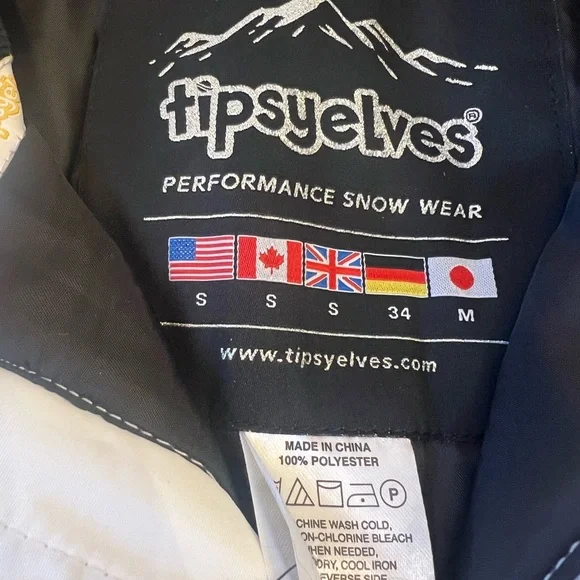 tipsyelves®
PERFORMANCE SNOW WEAR
S S S 34 M
www.tipsyelves.com
MADE IN CHINA
100% POLYESTER
P
CHINE WASH COLD,
ON-CHLORINE BLEACH
HEN NEEDED,
DRY, COOL IRON
EVERSE SIDE